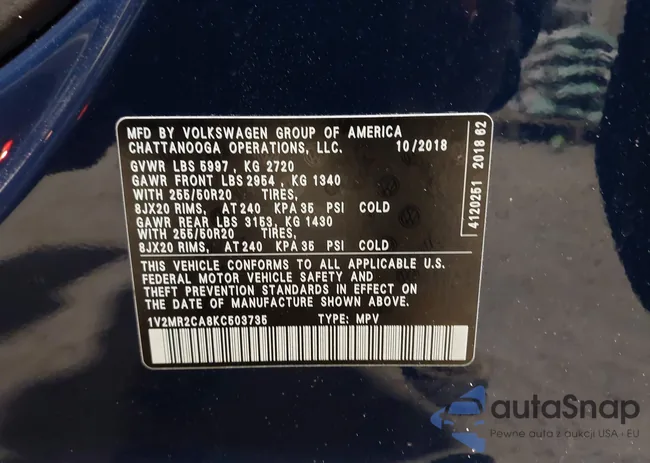 MFD BY VOLKSWAGEN GROUP OF AMERICA
CHATTANOOGA OPERATIONS, LLC. 10/2018
GVWR LBS 5997 , KG 2720
GAWR FRONT LBS 2954 , KG 1340
WITH 255/50R20 TIRES,
8JX20 RIMS, AT 240 KPA 35 PSI COLD
GAWR REAR LBS 3153, KG 1430
WITH 255/50R20 TIRES,
8JX20 RIMS, AT 240 KPA 35 PSI COLD
THIS VEHICLE CONFORMS TO ALL APPLICABLE U.S.
FEDERAL MOTOR VEHICLE SAFETY AND
THEFT PREVENTION STANDARDS IN EFFECT ON
THE DATE OF MANUFACTURE SHOWN ABOVE.
1V2MR2CA8KC503735 TYPE: MPV
4120251 2018 62
autaSnap
Pewne auta z aukcji USA i EU